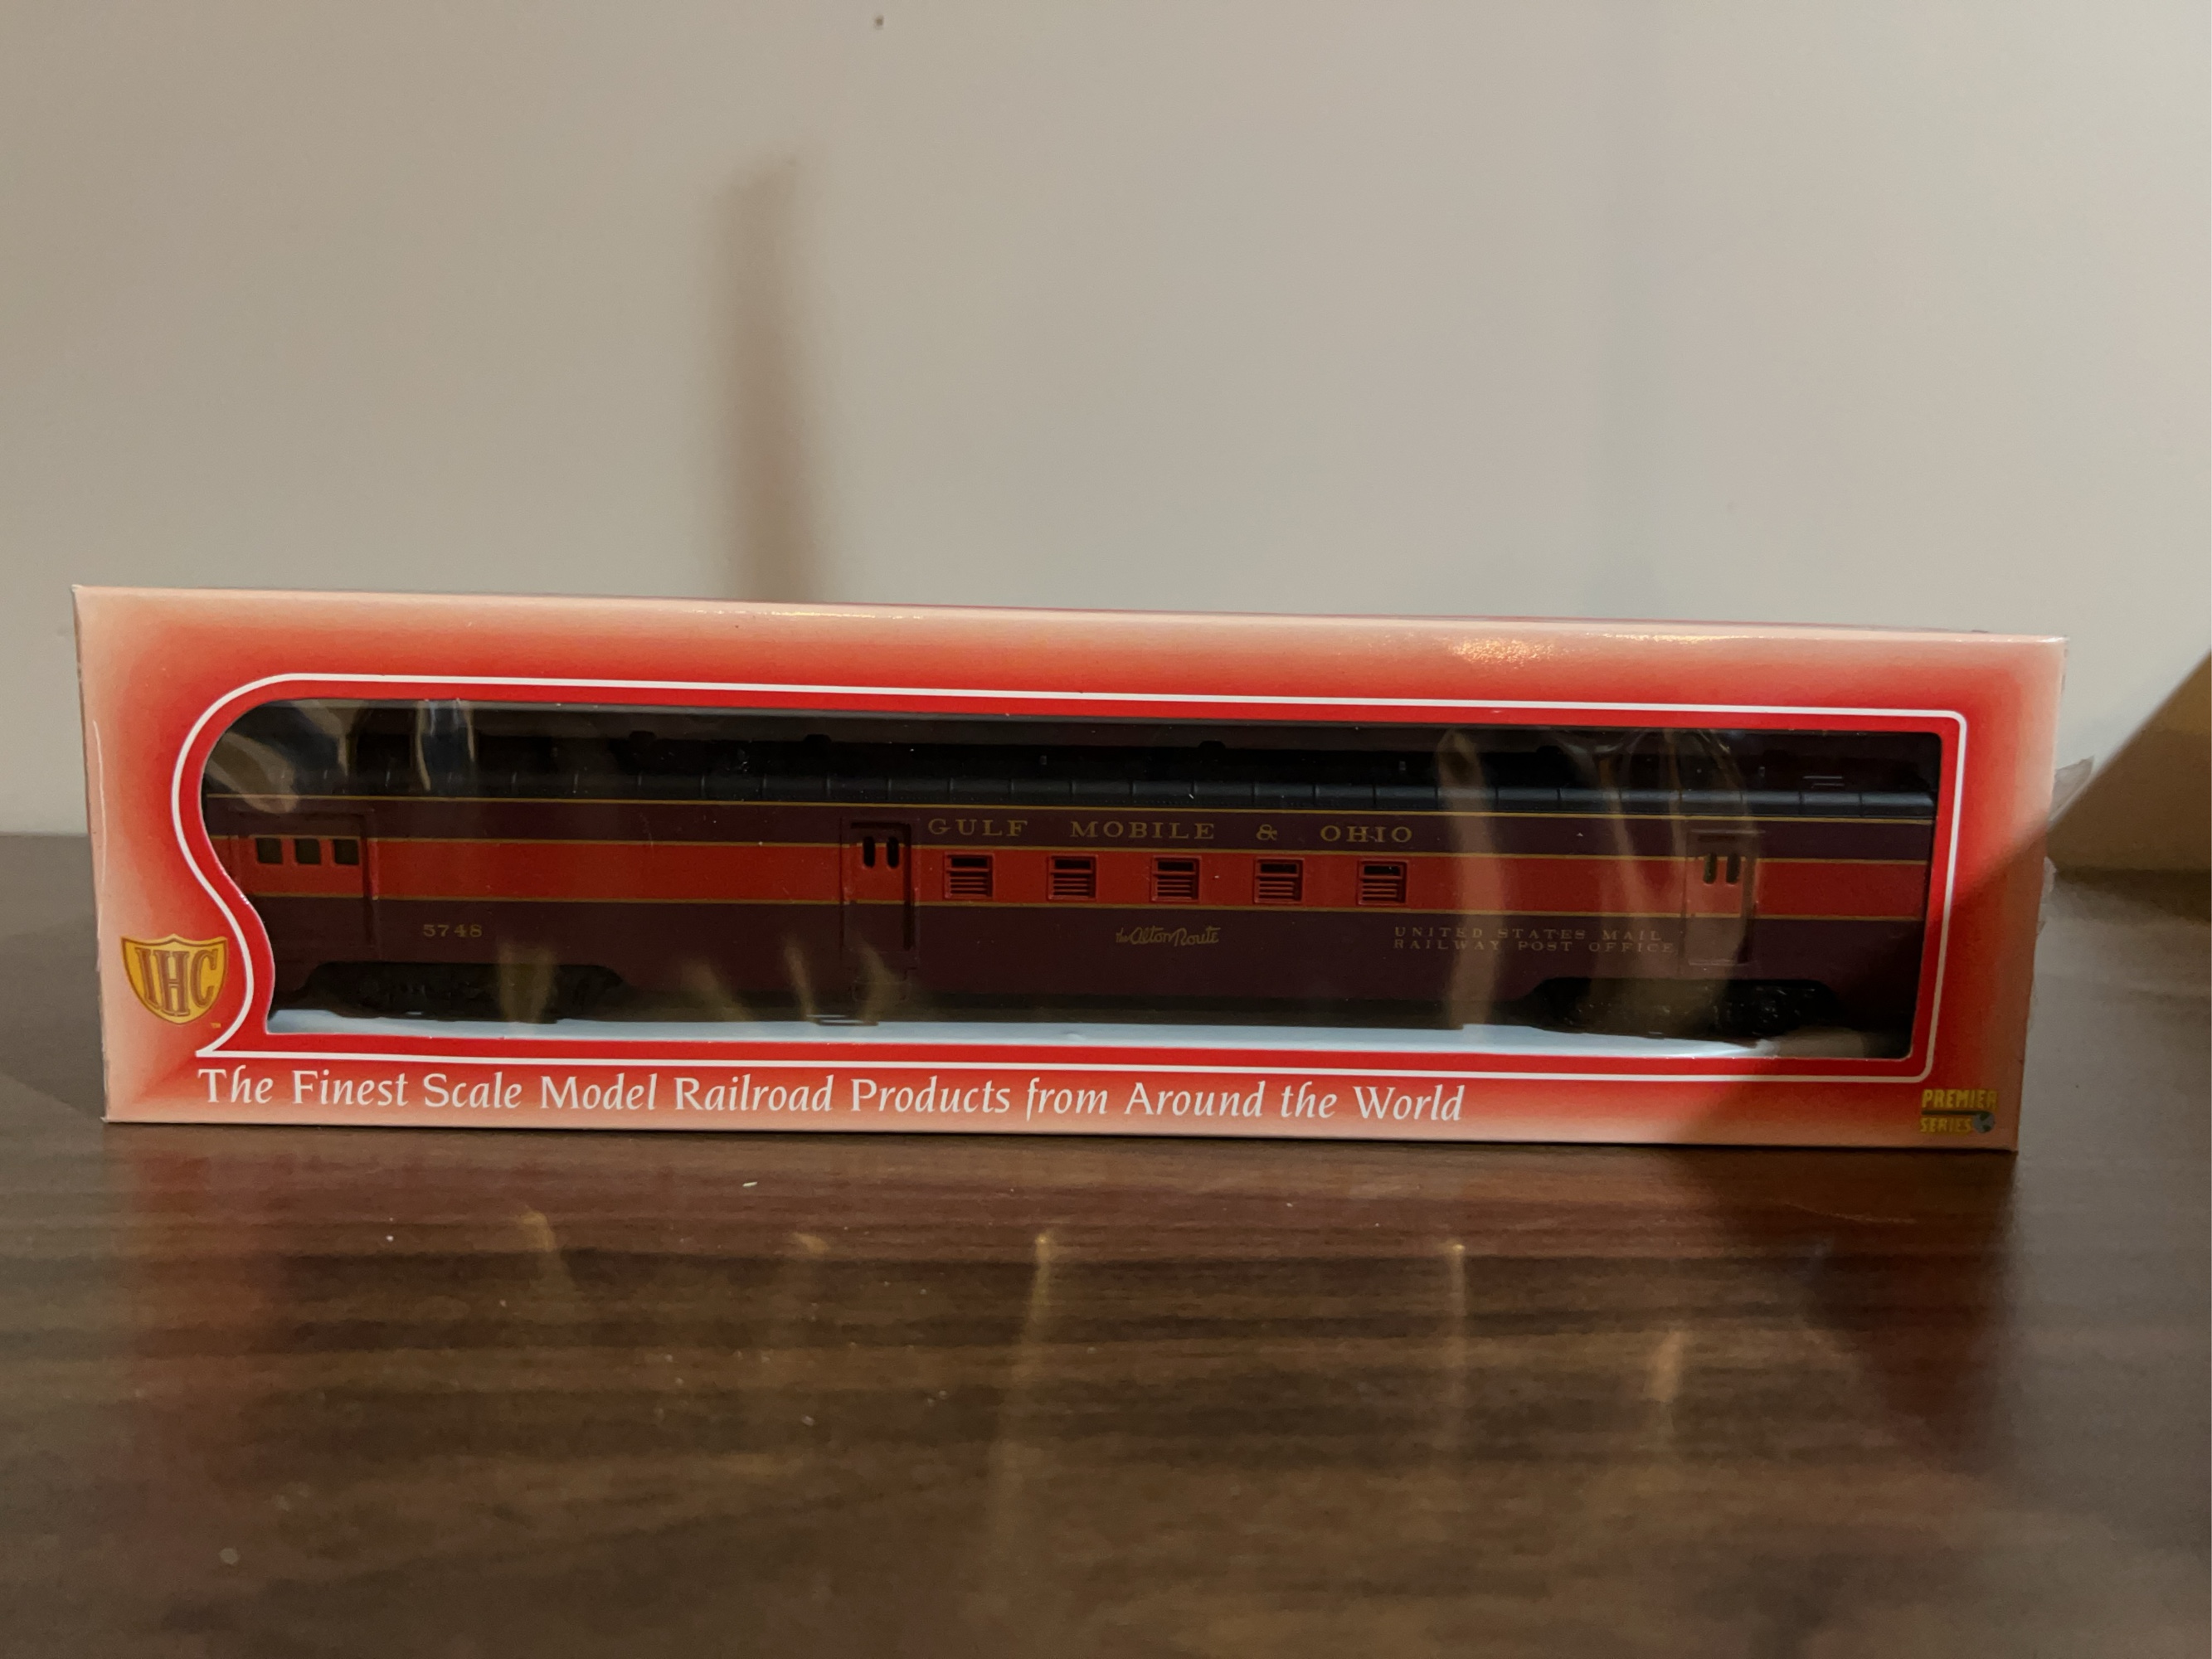 GULF MOBILE & OHIO
5748
the Alton Route
UNITED STATES MAIL
RAILWAY POST OFFICE
IHC
™
The Finest Scale Model Railroad Products from Around the World
PREMIER
SERIES